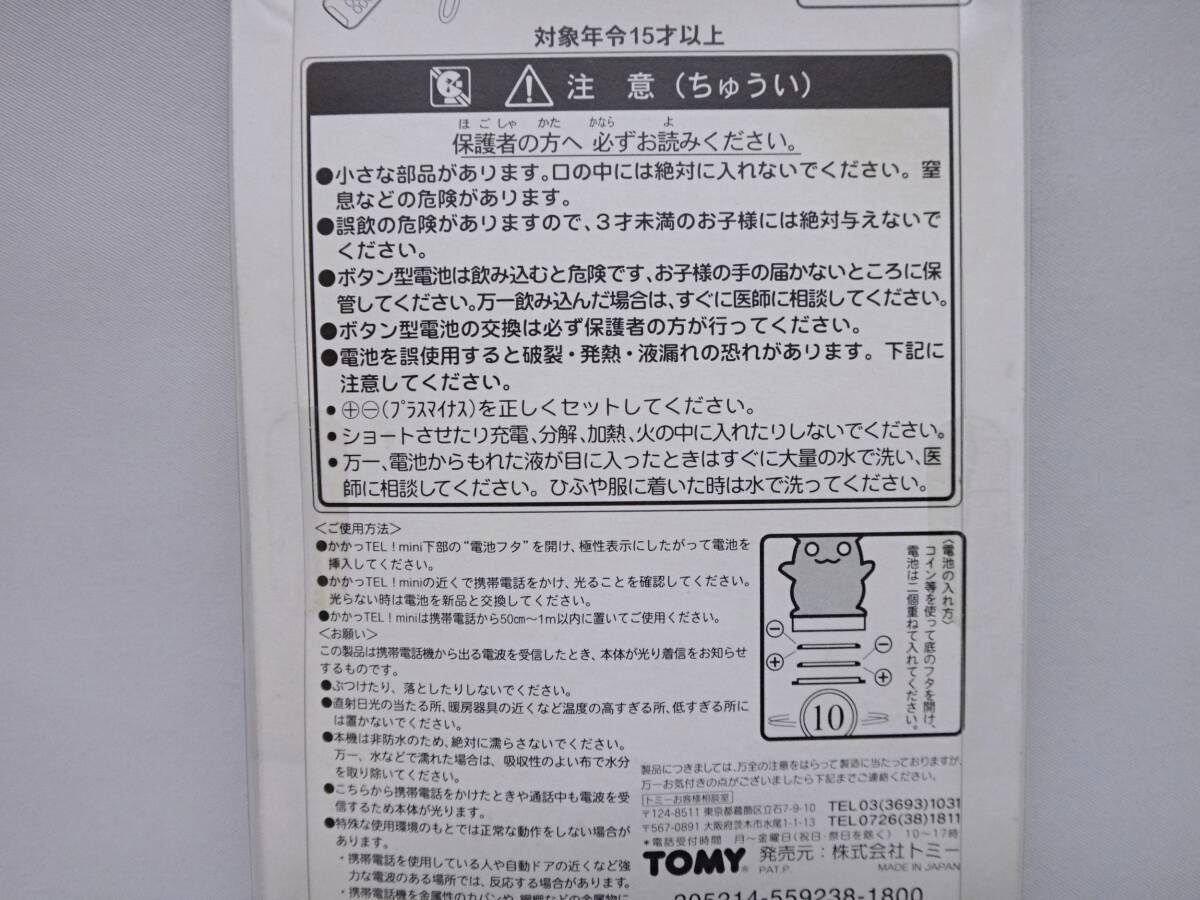 対象年令15才以上
注　意（ちゅうい）
ほごしゃ　かた　かなら　よ
保護者の方へ 必ずお読みください。
●小さな部品があります。口の中には絶対に入れないでください。窒
息などの危険があります。
●誤飲の危険がありますので、３才未満のお子様には絶対与えないで
ください。
●ボタン型電池は飲み込むと危険です、お子様の手の届かないところに保
管してください。万一飲み込んだ場合は、すぐに医師に相談してください。
●ボタン型電池の交換は必ず保護者の方が行ってください。
●電池を誤使用すると破裂・発熱・液漏れの恐れがあります。下記に
注意してください。
・⊕⊖（プラスマイナス）を正しくセットしてください。
・ショートさせたり充電、分解、加熱、火の中に入れたりしないでください。
・万一、電池からもれた液が目に入ったときはすぐに大量の水で洗い、医
師に相談してください。ひふや服に着いた時は水で洗ってください。
＜ご使用方法＞
●かかっTEL！mini下部の“電池フタ”を開け、極性表示にしたがって電池を
挿入してください。
●かかっTEL！miniの近くで携帯電話をかけ、光ることを確認してください。
光らない時は電池を新品と交換してください。
●かかっTEL！miniは携帯電話から50㎝～1m以内に置いてご使用ください。
＜お願い＞
この製品は携帯電話機から出る電波を受信したとき、本体が光り着信をお知らせ
するものです。
●ぶつけたり、落としたりしないでください。
●直射日光の当たる所、暖房器具の近くなど温度の高すぎる所、低すぎる所に
は置かないでください。
●本機は非防水のため、絶対に濡らさないでください。
万一、水などで濡れた場合は、吸収性のよい布で水分
を取り除いてください。
●こちらから携帯電話をかけたときや通話中も電波を受
信するため本体が光ります。
●特殊な使用環境のもとでは正常な動作をしない場合が
あります。
・携帯電話を使用している人や自動ドアの近くなど強
力な電波のある場所では、反応する場合があります。
・携帯電話機を金属性のカバンや、網棚などの金属物に
〈電池の入れ方〉
コイン等を使って底のフタを開け、
電池は二個重ねて入れてください。
⊖
⊕
⊖
⊕
10
製品につきましては、万全の注意をはらって製造に当たっておりますが、
万一お気付きの点がございましたら下記までご連絡ください。
トミーお客様相談室
〒124-8511 東京都葛飾区立石7-9-10 TEL 03(3693)1031
〒567-0891 大阪府茨木市水尾1-1-13 TEL 0726(38)1811
＊電話受付時間　月～金曜日(祝日・祭日を除く)　10～17時
TOMY® 発売元：株式会社トミー
PAT.P. MADE IN JAPAN
205214-559238-1800